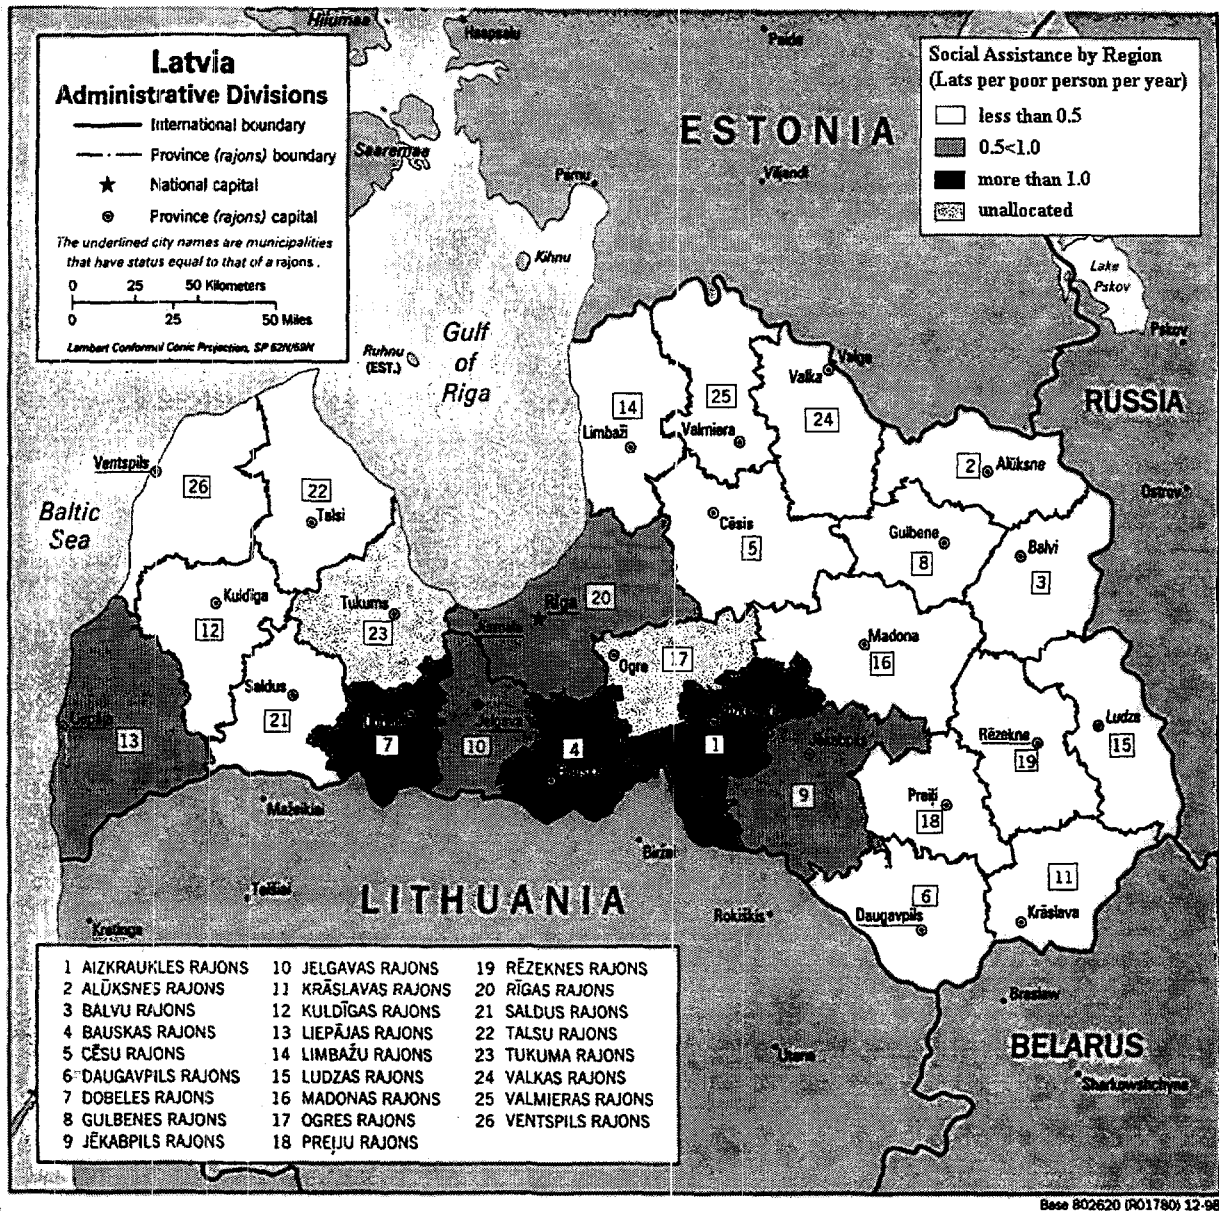 Latvia
Administrative Divisions
International boundary
Province (rajons) boundary
National capital
Province (rajons) capital
The underlined city names are municipalities
that have status equal to that of a rajons.
0 25 50 Kilometers
0 25 50 Miles
Lambert Conformal Conic Projection, SP 62N/59N
Social Assistance by Region
(Lats per poor person per year)
less than 0.5
0.5<1.0
more than 1.0
unallocated
Hiiumaa
Haapsalu
Paide
ESTONIA
Saaremaa
Pärnu
Viljandi
Kihnu
Lake
Pskov
Pskov
Gulf
of
Riga
Ruhnu
(EST.)
Valga
Valka
RUSSIA
14
25
24
Limbaži
Valmiera
Ventspils
26
22
Talsi
2
Alūksne
Ostrov
Baltic
Sea
Cēsis
5
Gulbene
8
Balvi
3
Kuldīga
12
Tukums
23
Rīga
20
Ogre
17
Madona
16
Saldus
21
13
7
10
Jelgava
4
1
9
Rēzekne
19
Ludza
15
Preiļi
18
Mažeikiai
Biržai
11
Krāslava
6
Daugavpils
Telšiai
LITHUANIA
Rokiškis
Kretinga
Braslaw
Utena
BELARUS
Sharkowshchyna
1 AIZKRAUKLES RAJONS
2 ALŪKSNES RAJONS
3 BALVU RAJONS
4 BAUSKAS RAJONS
5 CĒSU RAJONS
6 DAUGAVPILS RAJONS
7 DOBELES RAJONS
8 GULBENES RAJONS
9 JĒKABPILS RAJONS
10 JELGAVAS RAJONS
11 KRĀSLAVAS RAJONS
12 KULDĪGAS RAJONS
13 LIEPĀJAS RAJONS
14 LIMBAŽU RAJONS
15 LUDZAS RAJONS
16 MADONAS RAJONS
17 OGRES RAJONS
18 PREIĻU RAJONS
19 RĒZEKNES RAJONS
20 RĪGAS RAJONS
21 SALDUS RAJONS
22 TALSU RAJONS
23 TUKUMA RAJONS
24 VALKAS RAJONS
25 VALMIERAS RAJONS
26 VENTSPILS RAJONS
Base 802620 (R01780) 12-98